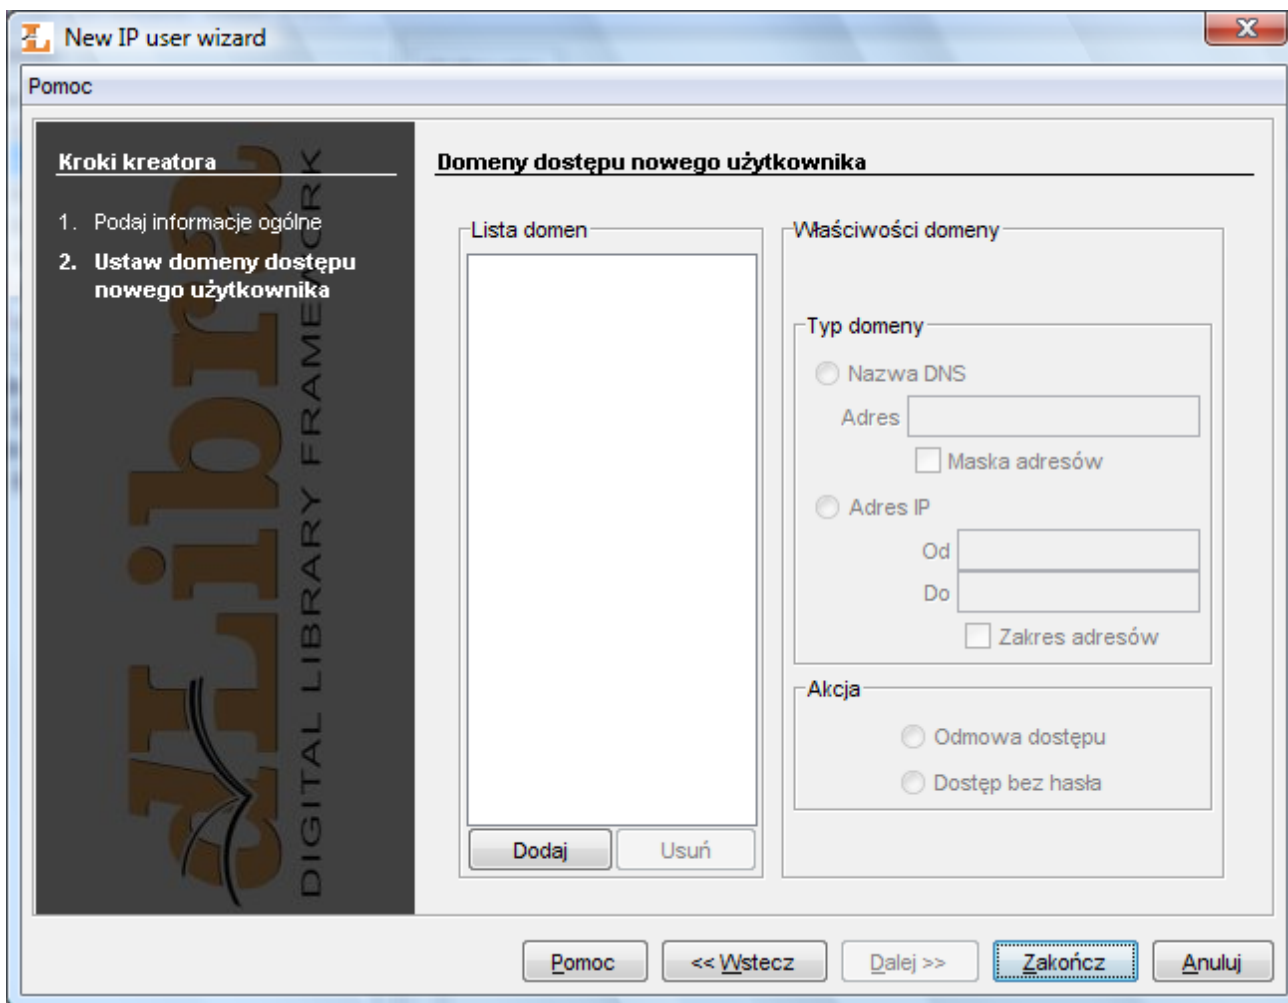 New IP user wizard
Pomoc
Kroki kreatora
1. Podaj informacje ogólne
2. Ustaw domeny dostępu
nowego użytkownika
dLibra
DIGITAL LIBRARY FRAMEWORK
Domeny dostępu nowego użytkownika
Lista domen
Dodaj
Usuń
Właściwości domeny
Typ domeny
Nazwa DNS
Adres
Maska adresów
Adres IP
Od
Do
Zakres adresów
Akcja
Odmowa dostępu
Dostęp bez hasła
Pomoc
<< Wstecz
Dalej >>
Zakończ
Anuluj